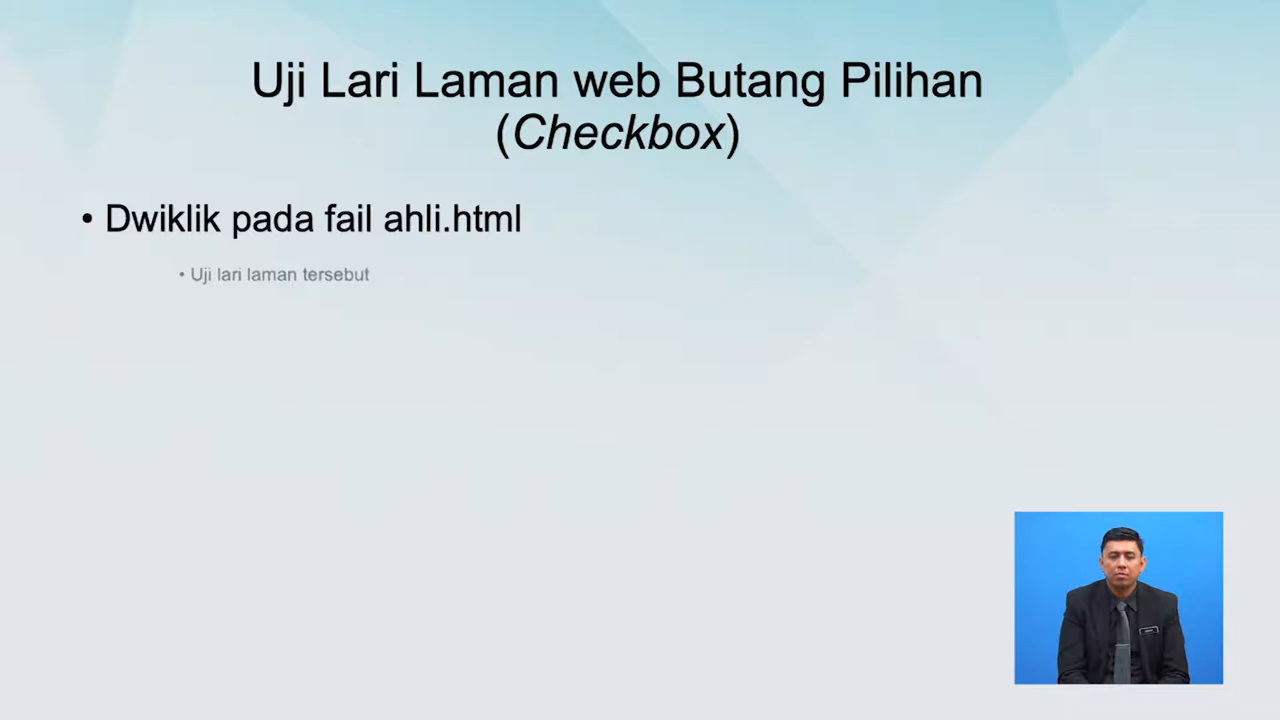 Uji Lari Laman web Butang Pilihan
(Checkbox)
• Dwiklik pada fail ahli.html
• Uji lari laman tersebut